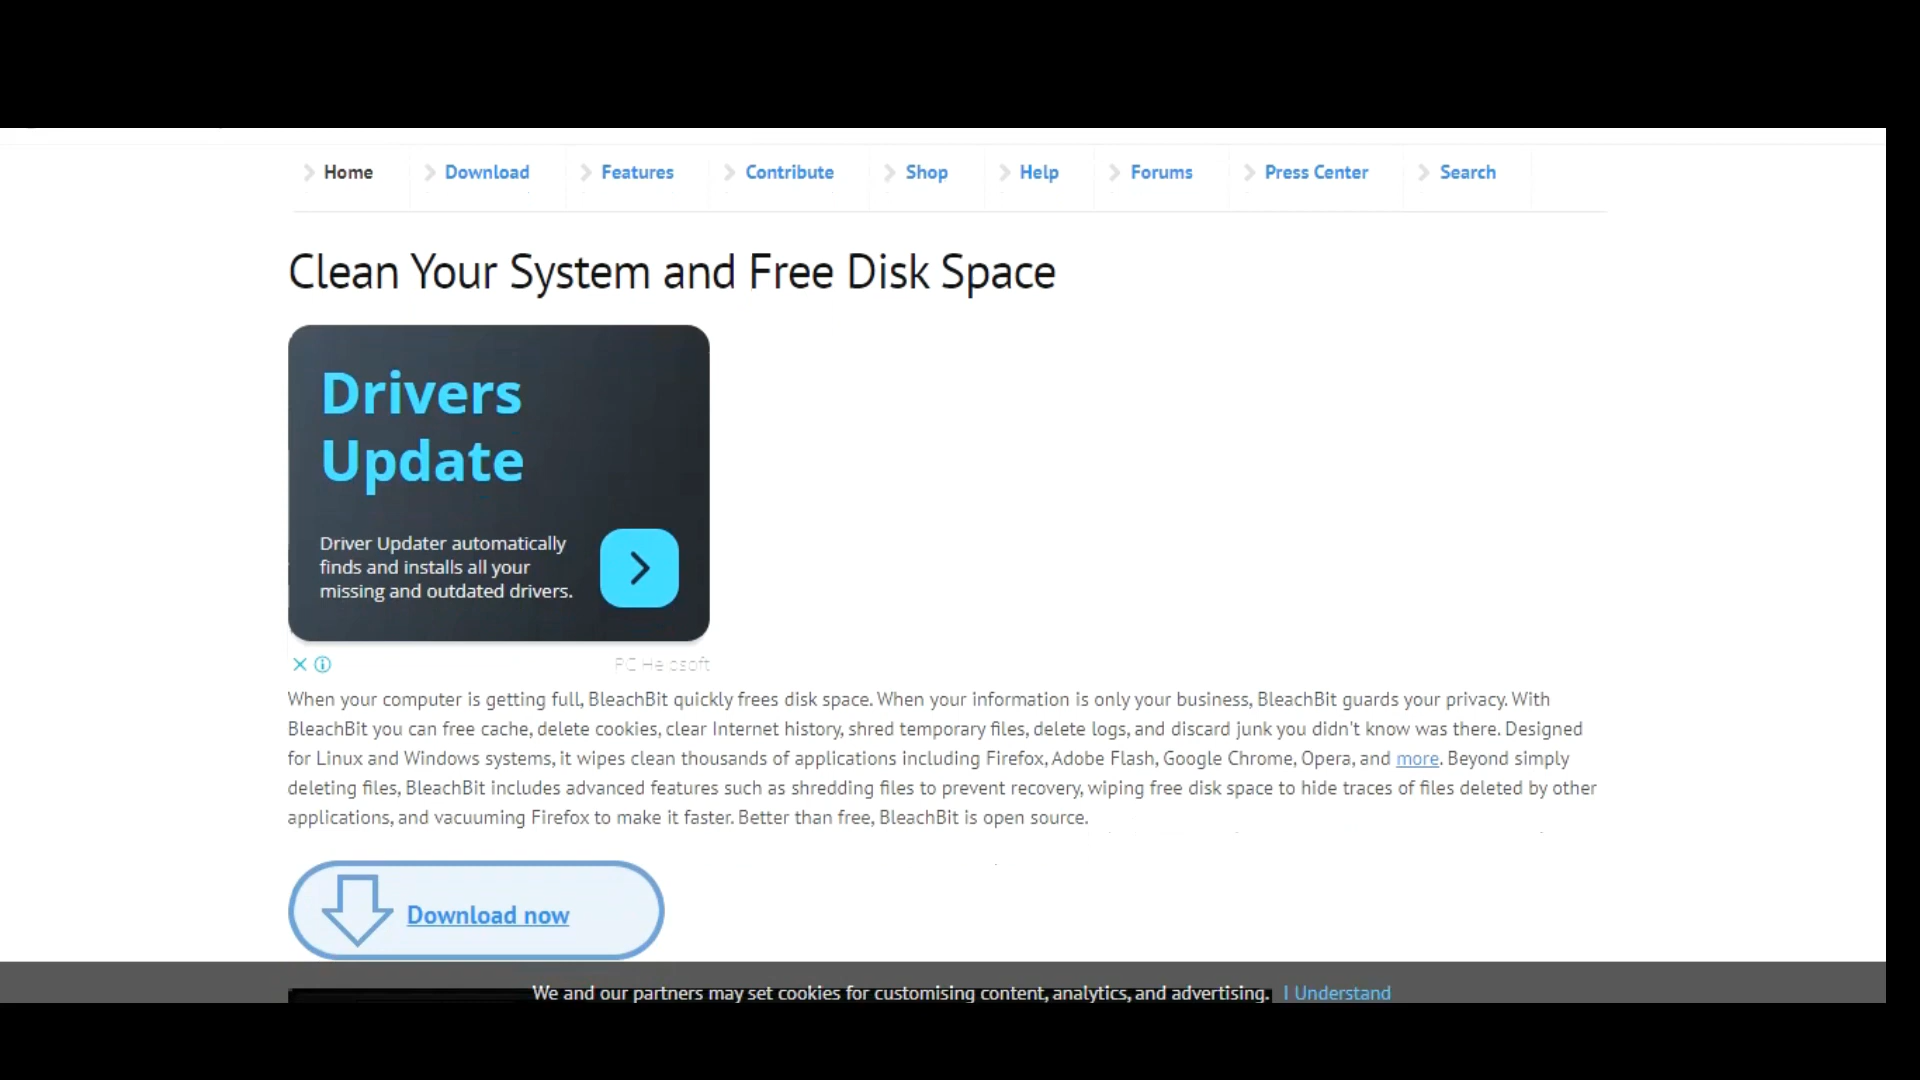 Home Download Features Contribute Shop Help Forums Press Center Search
Clean Your System and Free Disk Space
Drivers
Update
Driver Updater automatically
finds and installs all your
missing and outdated drivers.
When your computer is getting full, BleachBit quickly frees disk space. When your information is only your business, BleachBit guards your privacy. With
BleachBit you can free cache, delete cookies, clear Internet history, shred temporary files, delete logs, and discard junk you didn't know was there. Designed
for Linux and Windows systems, it wipes clean thousands of applications including Firefox, Adobe Flash, Google Chrome, Opera, and more. Beyond simply
deleting files, BleachBit includes advanced features such as shredding files to prevent recovery, wiping free disk space to hide traces of files deleted by other
applications, and vacuuming Firefox to make it faster. Better than free, BleachBit is open source.
Download now
We and our partners may set cookies for customising content, analytics, and advertising. I Understand